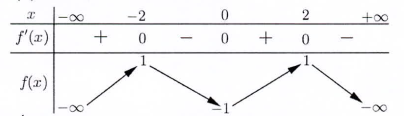 x −∞ −2 0 2 +∞
f′(x) + 0 − 0 + 0 −
1 1
f(x)
−∞ −1 −∞